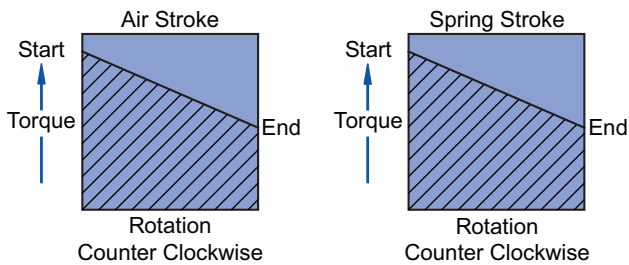 Air Stroke
Start
Torque
End
Rotation
Counter Clockwise
Spring Stroke
Start
Torque
End
Rotation
Counter Clockwise